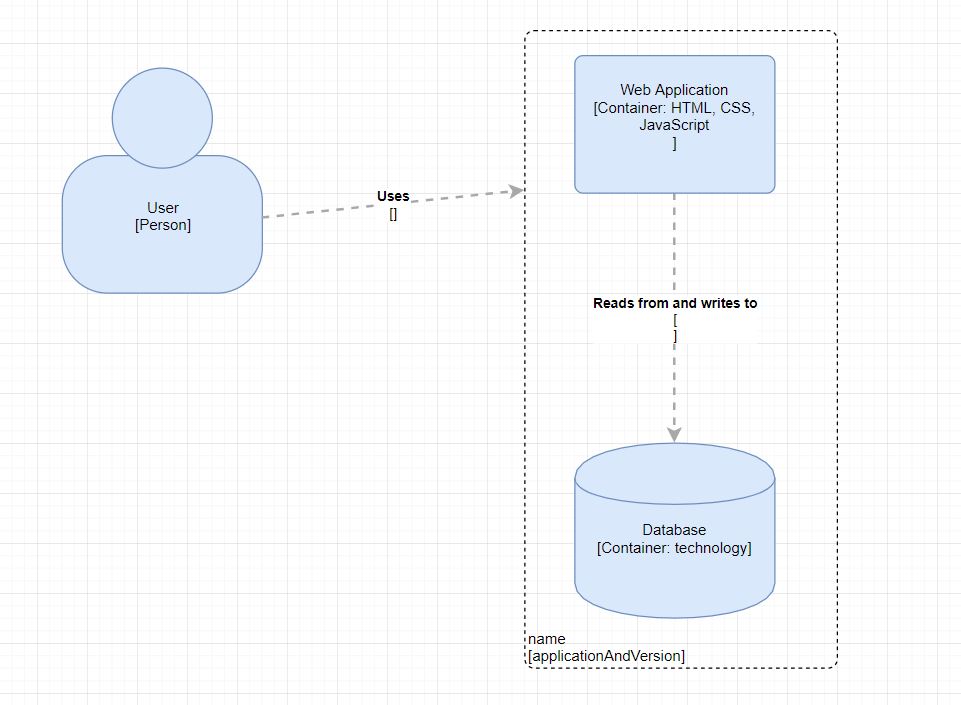 User
[Person]
Uses
[]
Web Application
[Container: HTML, CSS,
JavaScript
]
Reads from and writes to
[
]
Database
[Container: technology]
name
[applicationAndVersion]